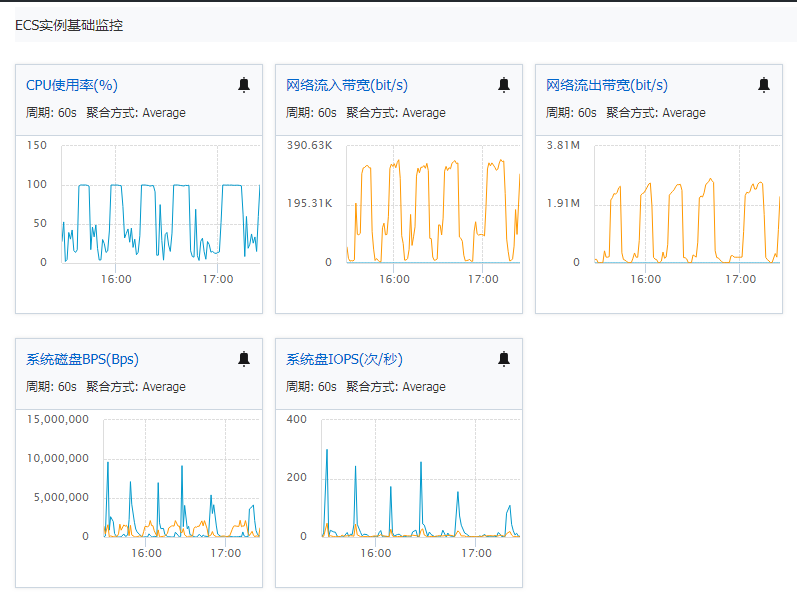 ECS实例基础监控
CPU使用率(%)
周期: 60s 聚合方式: Average
150
100
50
0
16:00 17:00
网络流入带宽(bit/s)
周期: 60s 聚合方式: Average
390.63K
195.31K
0
16:00 17:00
网络流出带宽(bit/s)
周期: 60s 聚合方式: Average
3.81M
1.91M
0
16:00 17:00
系统磁盘BPS(Bps)
周期: 60s 聚合方式: Average
15,000,000
10,000,000
5,000,000
0
16:00 17:00
系统盘IOPS(次/秒)
周期: 60s 聚合方式: Average
400
200
0
16:00 17:00